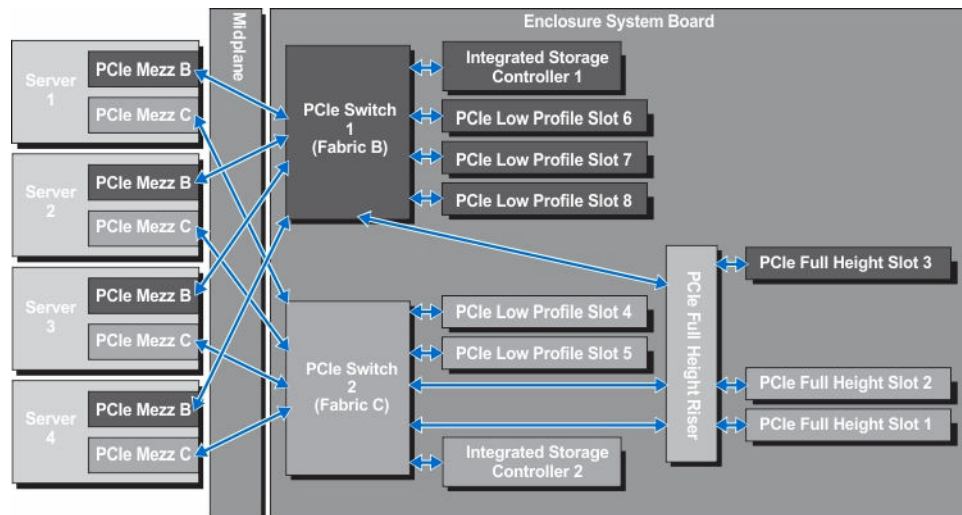 Midplane
Enclosure System Board
Server
1
PCIe Mezz B
PCIe Mezz C
Server
2
PCIe Mezz B
PCIe Mezz C
Server
3
PCIe Mezz B
PCIe Mezz C
Server
4
PCIe Mezz B
PCIe Mezz C
PCIe Switch
1
(Fabric B)
Integrated Storage
Controller 1
PCIe Low Profile Slot 6
PCIe Low Profile Slot 7
PCIe Low Profile Slot 8
PCIe Switch
2
(Fabric C)
PCIe Low Profile Slot 4
PCIe Low Profile Slot 5
Integrated Storage
Controller 2
PCIe Full Height Riser
PCIe Full Height Slot 3
PCIe Full Height Slot 2
PCIe Full Height Slot 1